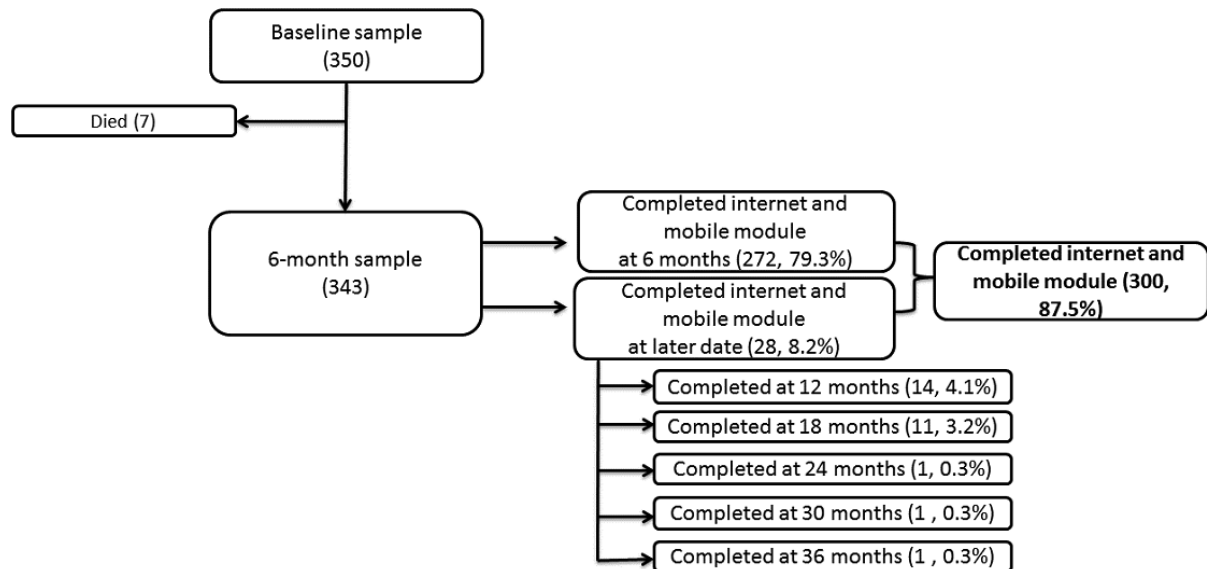 Baseline sample
(350)
Died (7)
6-month sample
(343)
Completed internet and
mobile module
at 6 months (272, 79.3%)
Completed internet and
mobile module
at later date (28, 8.2%)
Completed internet and
mobile module (300,
87.5%)
Completed at 12 months (14, 4.1%)
Completed at 18 months (11, 3.2%)
Completed at 24 months (1, 0.3%)
Completed at 30 months (1 , 0.3%)
Completed at 36 months (1 , 0.3%)